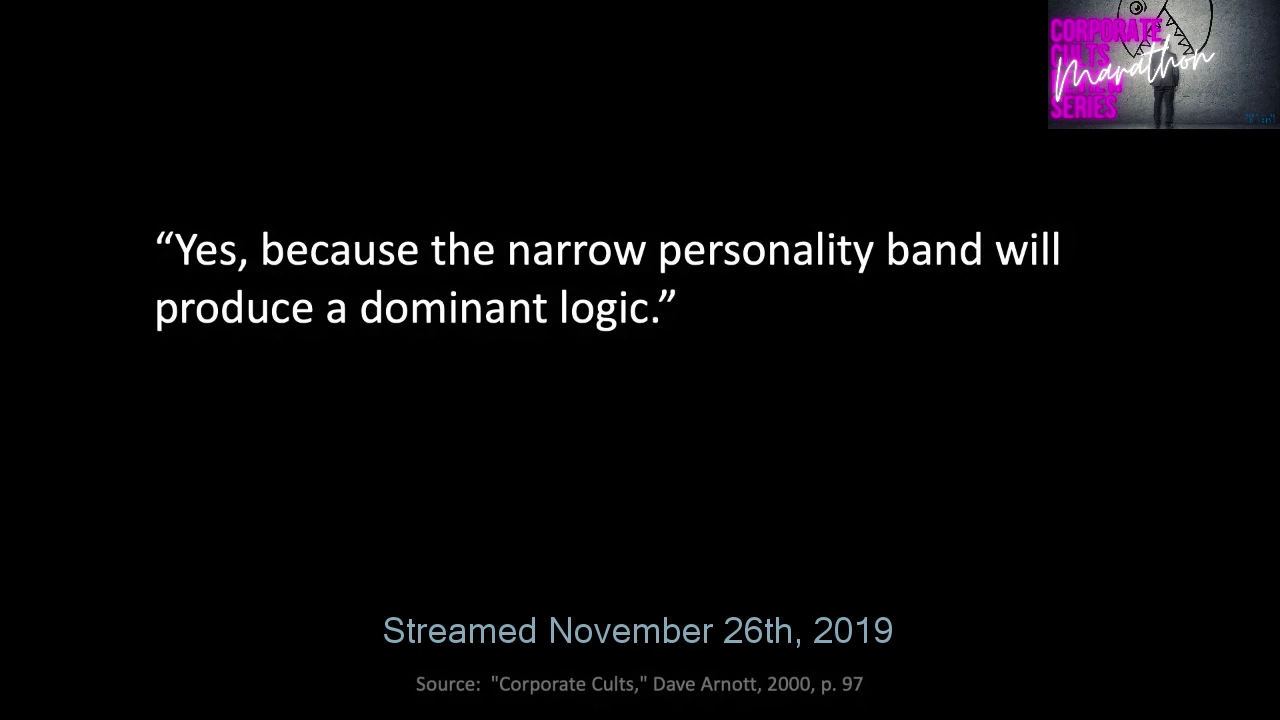 CORPORATE
CULTS
Marathon
SERIES
“Yes, because the narrow personality band will
produce a dominant logic.”
Streamed November 26th, 2019
Source:  "Corporate Cults," Dave Arnott, 2000, p. 97